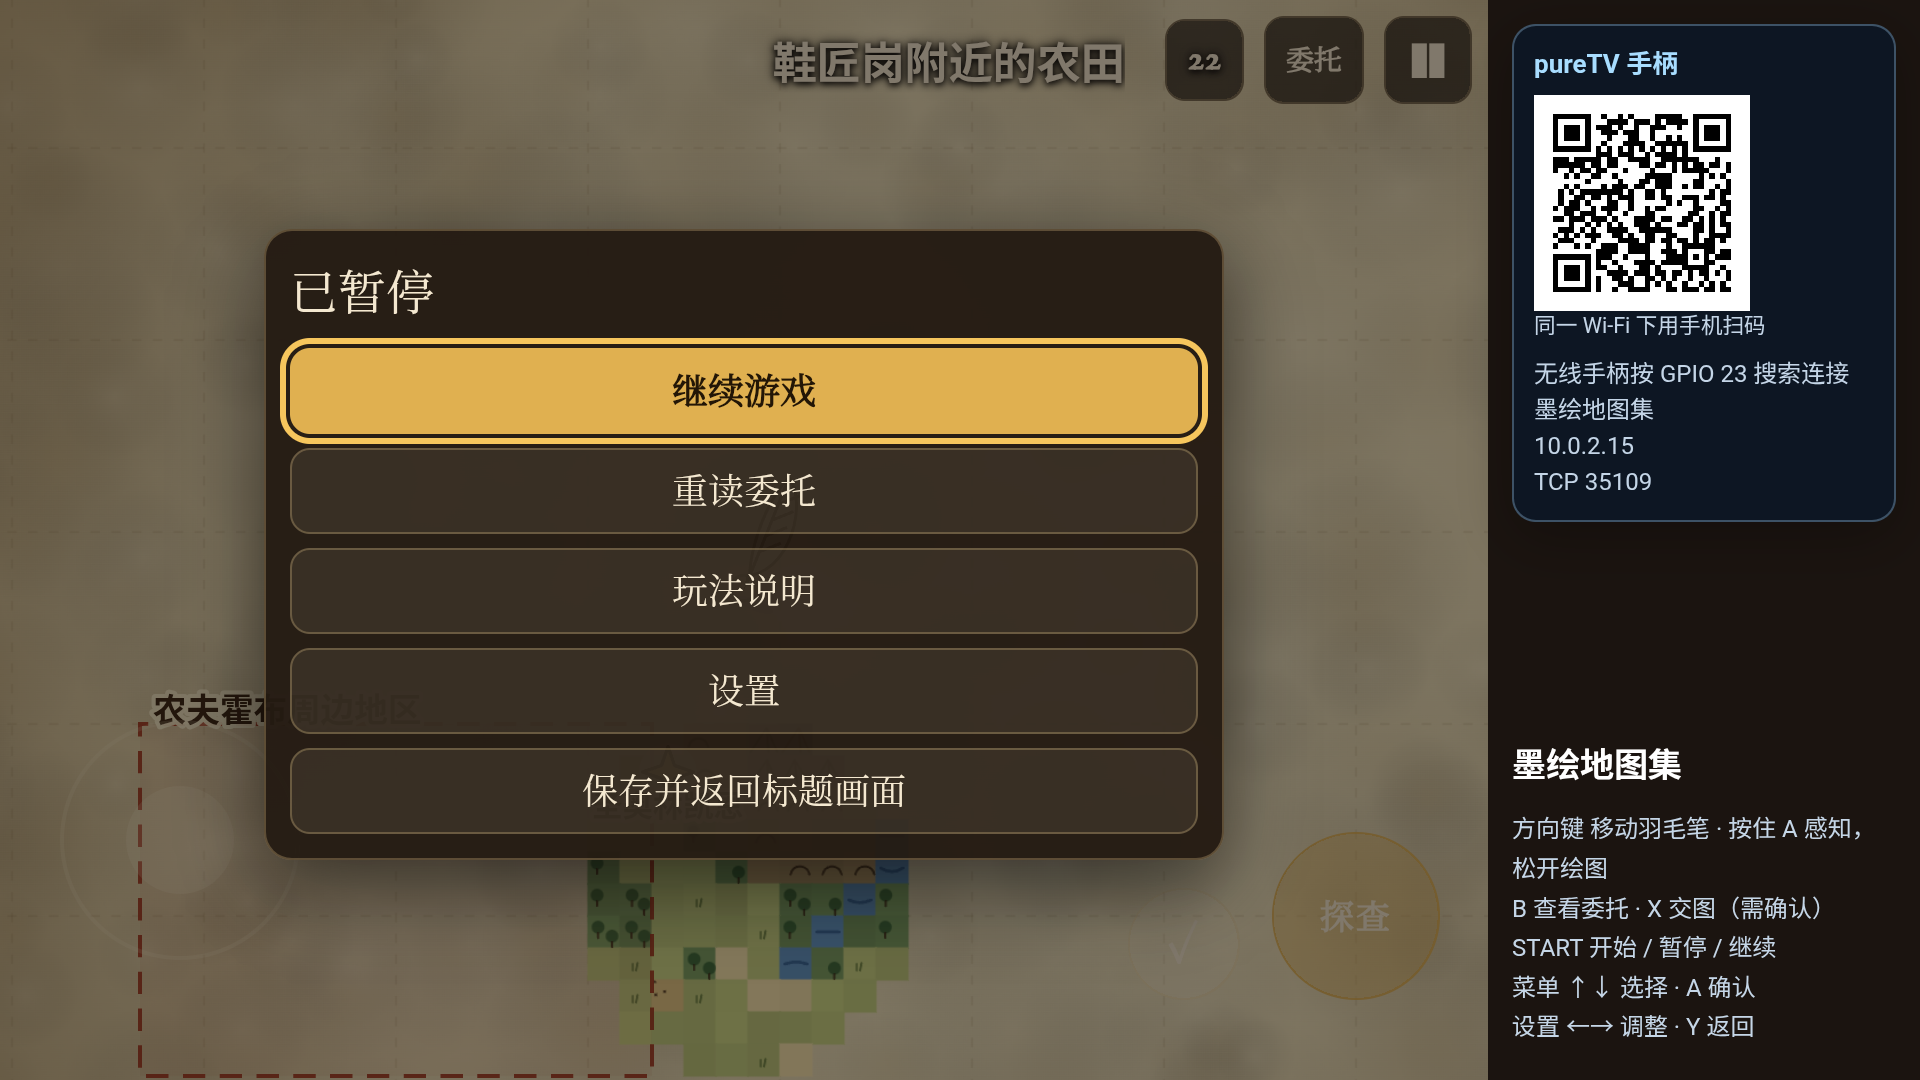 鞋匠岗附近的农田
22
委托
已暂停
继续游戏
重读委托
玩法说明
设置
保存并返回标题画面
农夫霍布周边地区
探查
pureTV 手柄
同一 Wi-Fi 下用手机扫码
无线手柄按 GPIO 23 搜索连接
墨绘地图集
10.0.2.15
TCP 35109
墨绘地图集
方向键 移动羽毛笔 · 按住 A 感知，
松开绘图
B 查看委托 · X 交图（需确认）
START 开始 / 暂停 / 继续
菜单 ↑↓ 选择 · A 确认
设置 ←→ 调整 · Y 返回